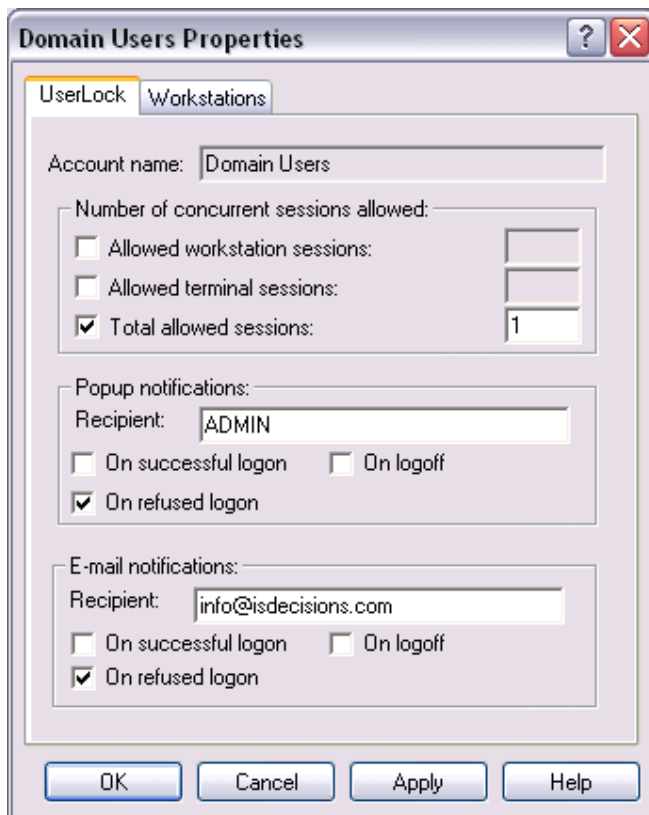 Domain Users Properties
UserLock Workstations
Account name: Domain Users
Number of concurrent sessions allowed:
Allowed workstation sessions:
Allowed terminal sessions:
Total allowed sessions: 1
Popup notifications:
Recipient: ADMIN
On successful logon On logoff
On refused logon
E-mail notifications:
Recipient: info@isdecisions.com
On successful logon On logoff
On refused logon
OK Cancel Apply Help